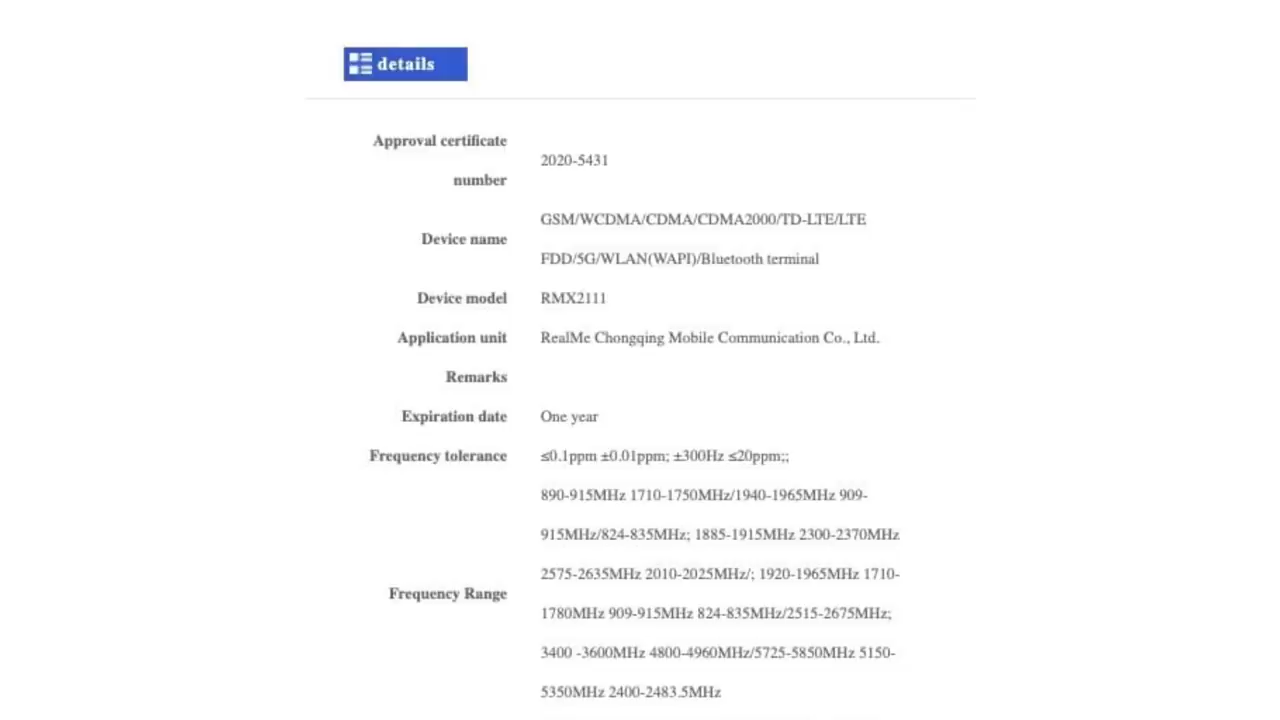 details
Approval certificate
number
2020-5431
Device name
GSM/WCDMA/CDMA/CDMA2000/TD-LTE/LTE
FDD/5G/WLAN(WAPI)/Bluetooth terminal
Device model
RMX2111
Application unit
RealMe Chongqing Mobile Communication Co., Ltd.
Remarks
Expiration date
One year
Frequency tolerance
≤0.1ppm ±0.01ppm; ±300Hz ≤20ppm;;
Frequency Range
890-915MHz 1710-1750MHz/1940-1965MHz 909-
915MHz/824-835MHz; 1885-1915MHz 2300-2370MHz
2575-2635MHz 2010-2025MHz/; 1920-1965MHz 1710-
1780MHz 909-915MHz 824-835MHz/2515-2675MHz;
3400 -3600MHz 4800-4960MHz/5725-5850MHz 5150-
5350MHz 2400-2483.5MHz